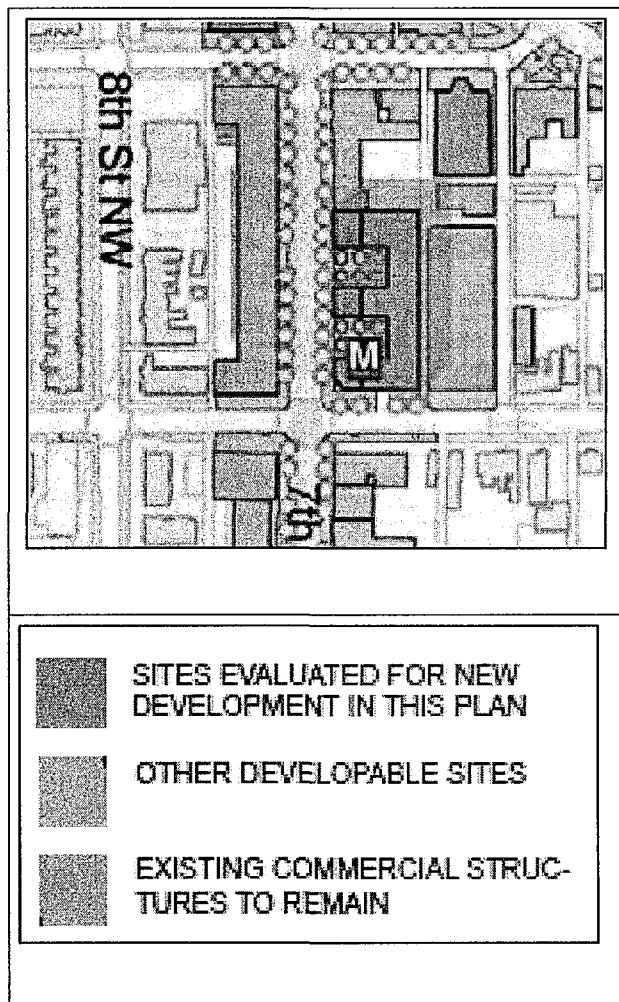 8th St NW
M
7th
SITES EVALUATED FOR NEW
DEVELOPMENT IN THIS PLAN
OTHER DEVELOPABLE SITES
EXISTING COMMERCIAL STRUC-
TURES TO REMAIN